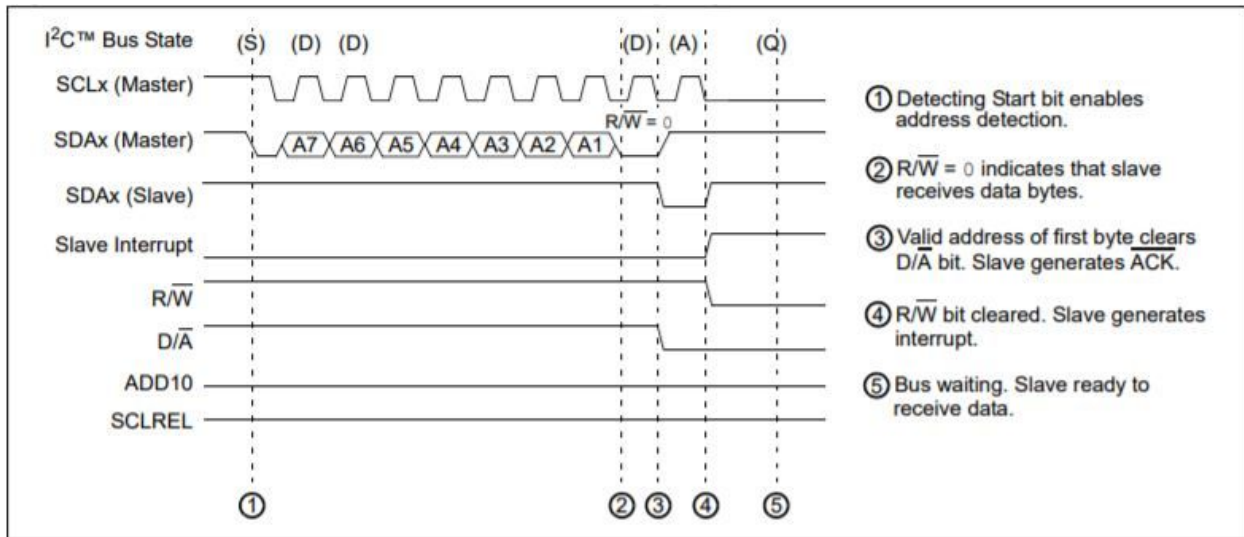 I²C™ Bus State (S) (D) (D) (D) (A) (Q)
SCLx (Master)
R/W̅ = 0
SDAx (Master) A7 A6 A5 A4 A3 A2 A1
SDAx (Slave)
Slave Interrupt
R/W̅
D/A̅
ADD10
SCLREL
① ② ③ ④ ⑤
① Detecting Start bit enables
address detection.
② R/W̅ = 0 indicates that slave
receives data bytes.
③ Valid address of first byte clears
D/A̅ bit. Slave generates A̅C̅K̅.
④ R/W̅ bit cleared. Slave generates
interrupt.
⑤ Bus waiting. Slave ready to
receive data.